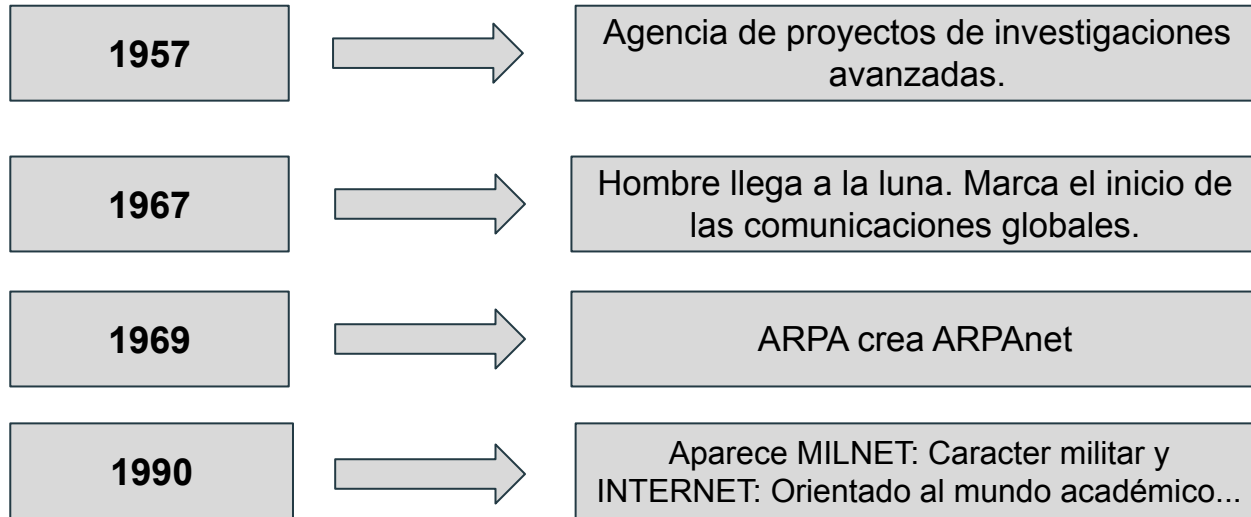 1957
Agencia de proyectos de investigaciones
avanzadas.
1967
Hombre llega a la luna. Marca el inicio de
las comunicaciones globales.
1969
ARPA crea ARPAnet
1990
Aparece MILNET: Caracter militar y
INTERNET: Orientado al mundo académico...